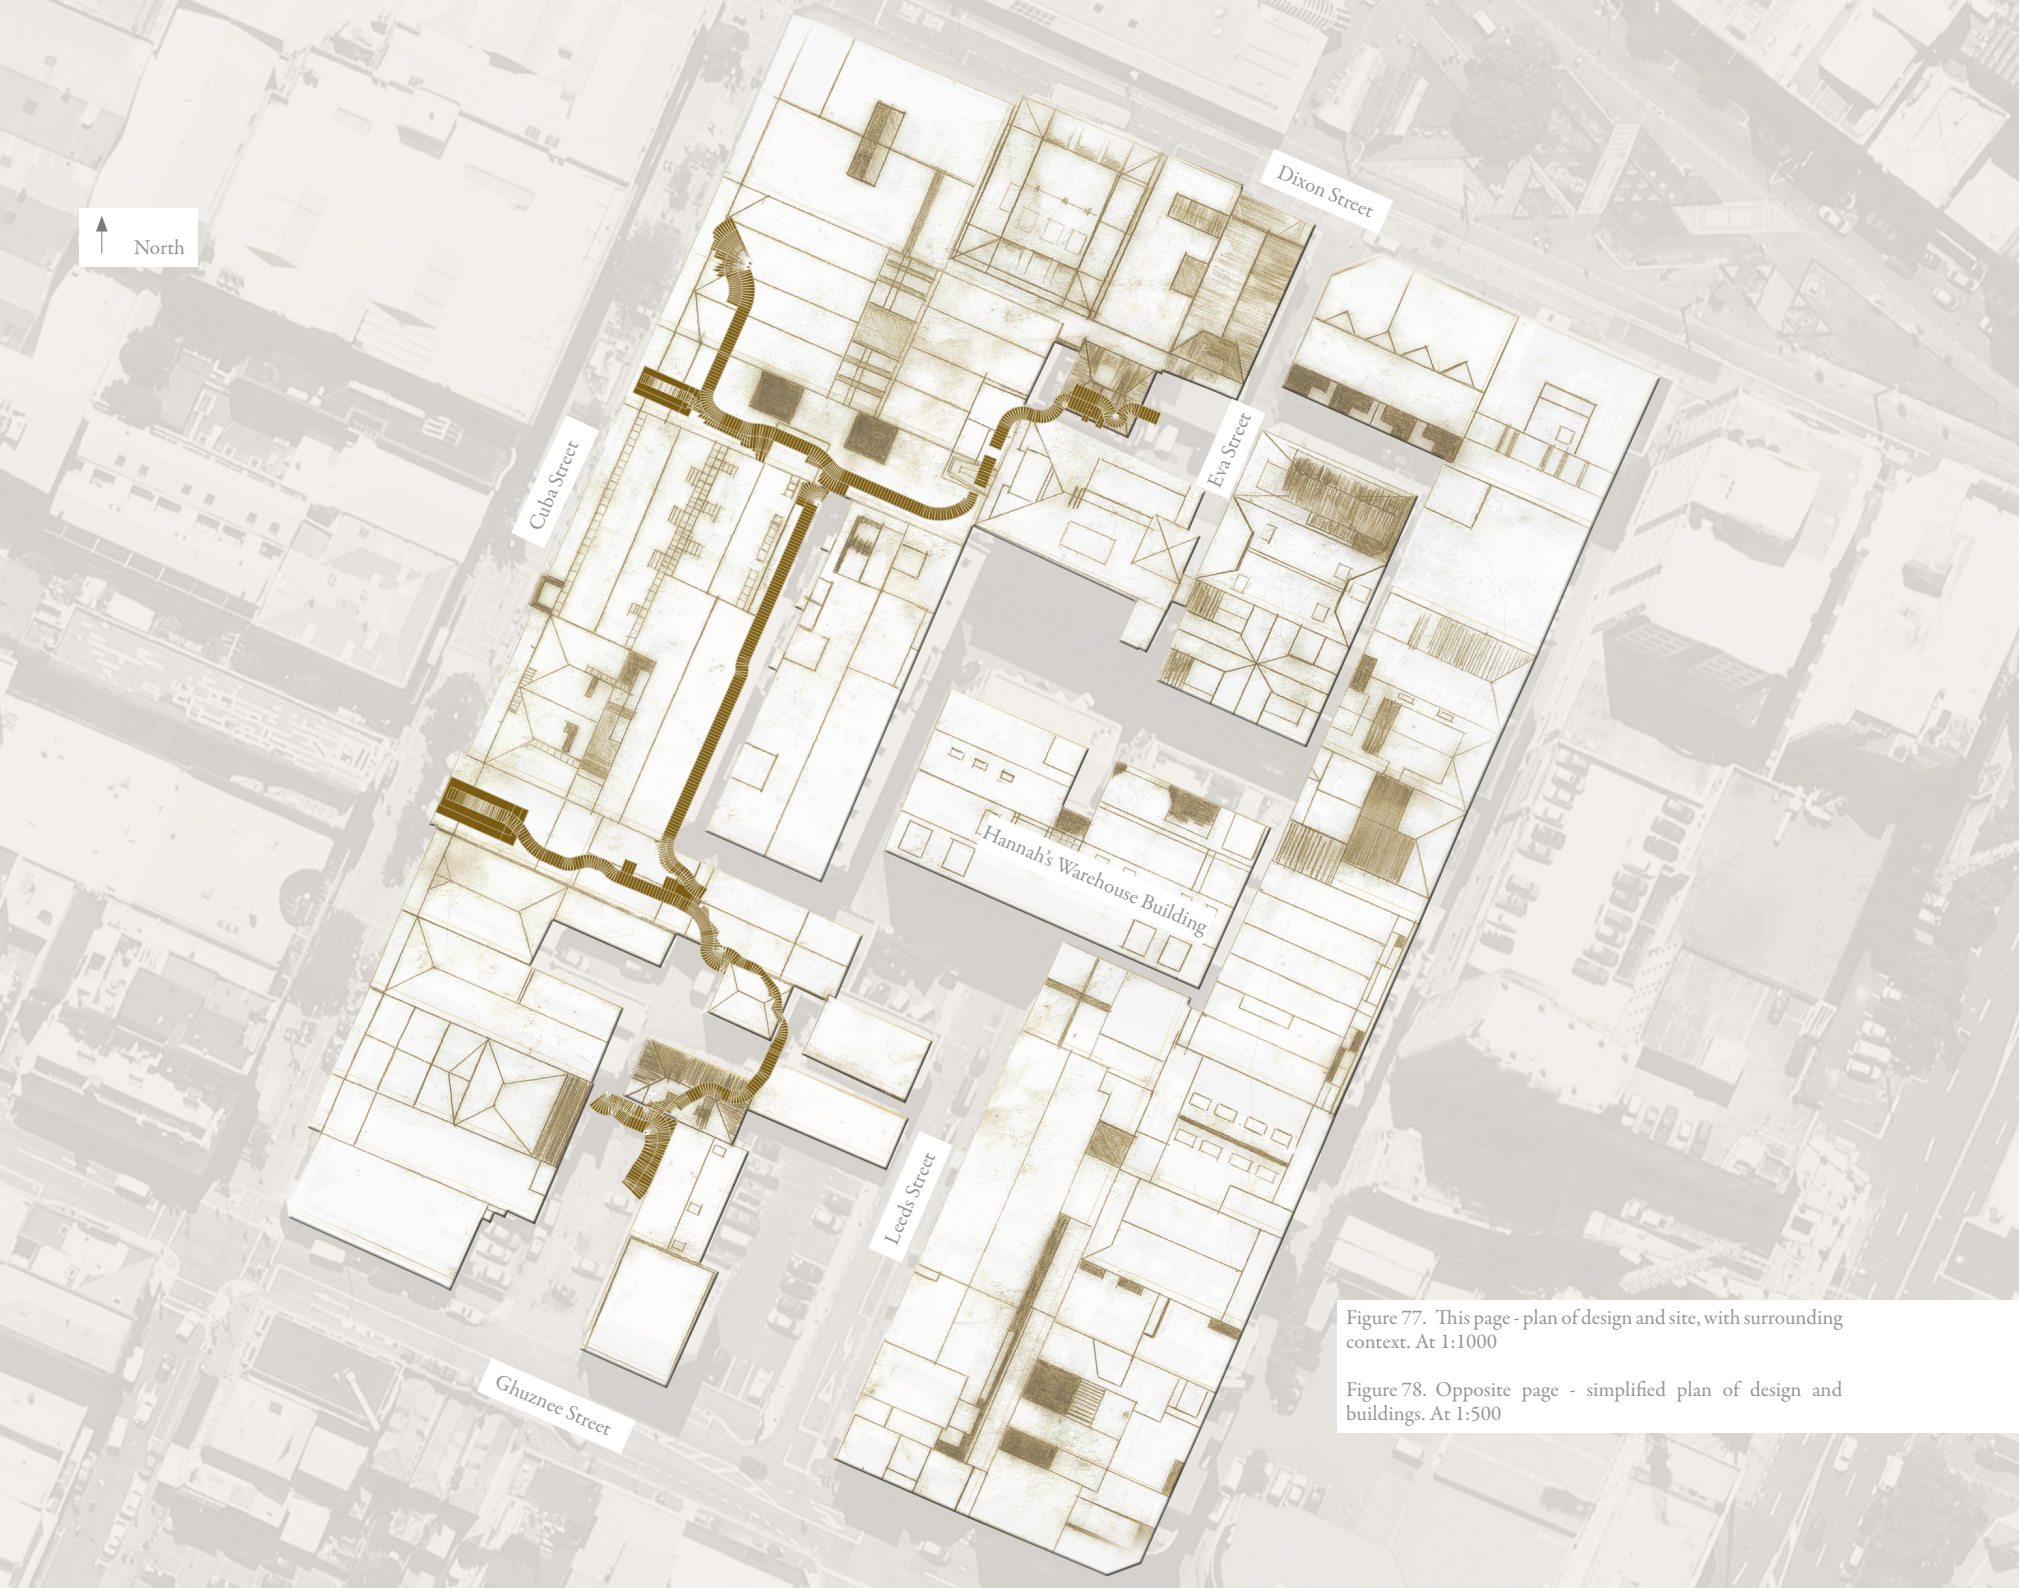 Dixon Street
North
Cuba Street
Eva Street
Hannah's Warehouse Building
Leeds Street
Ghuznee Street
Figure 77. This page - plan of design and site, with surrounding
context. At 1:1000
Figure 78. Opposite page - simplified plan of design and
buildings. At 1:500